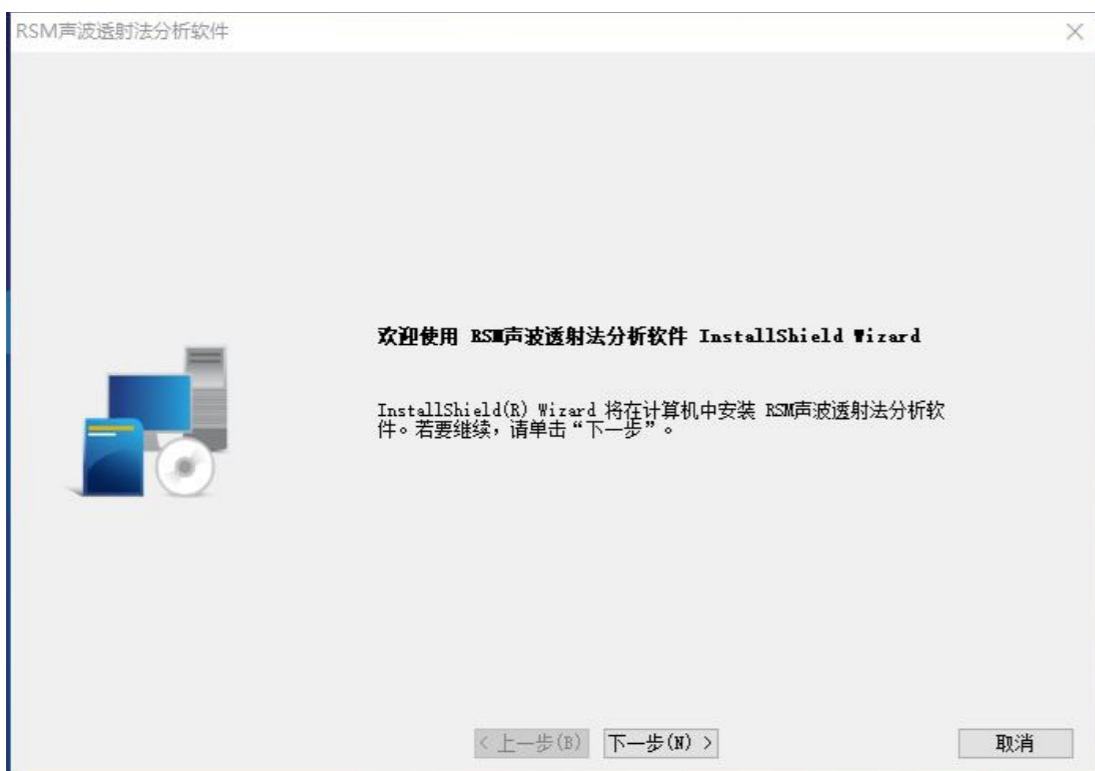 RSM声波透射法分析软件
欢迎使用 RSM声波透射法分析软件 InstallShield Wizard
InstallShield(R) Wizard 将在计算机中安装 RSM声波透射法分析软
件。若要继续，请单击“下一步”。
< 上一步(B)
下一步(N) >
取消